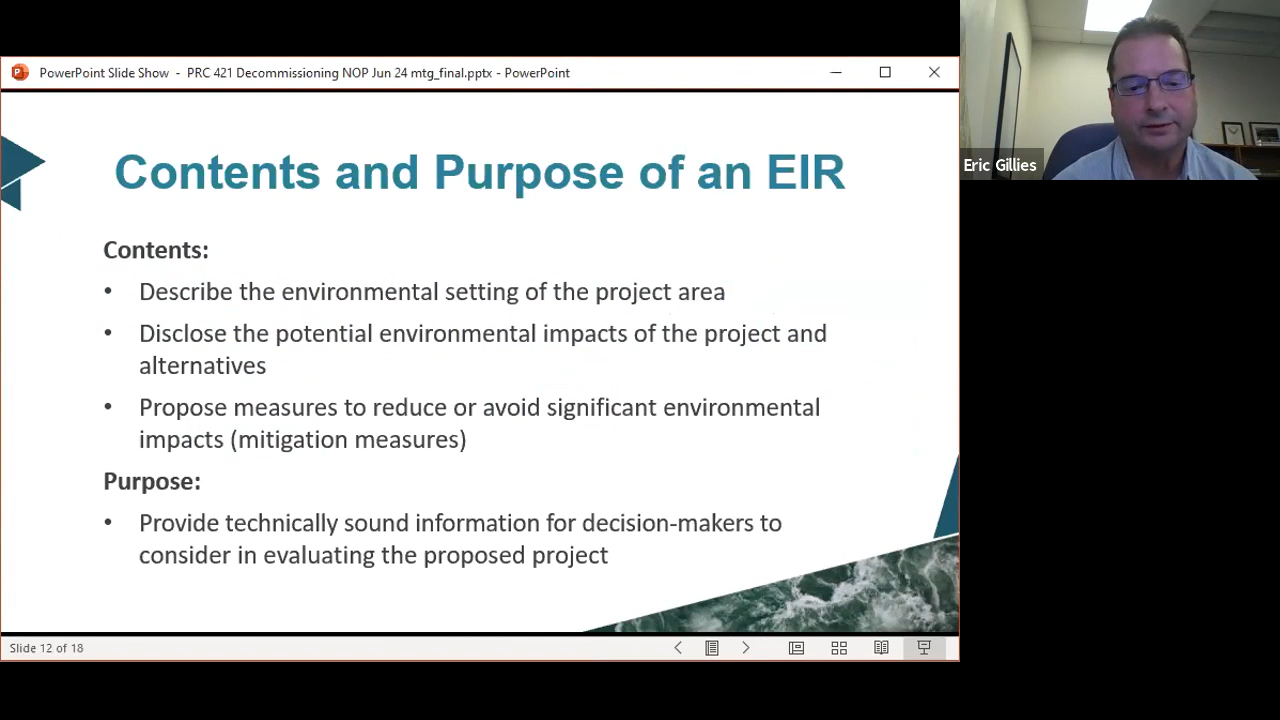 PowerPoint Slide Show - PRC 421 Decommissioning NOP Jun 24 mtg_final.pptx - PowerPoint
Eric Gillies
Contents and Purpose of an EIR
Contents:
• Describe the environmental setting of the project area
• Disclose the potential environmental impacts of the project and
alternatives
• Propose measures to reduce or avoid significant environmental
impacts (mitigation measures)
Purpose:
• Provide technically sound information for decision-makers to
consider in evaluating the proposed project
Slide 12 of 18